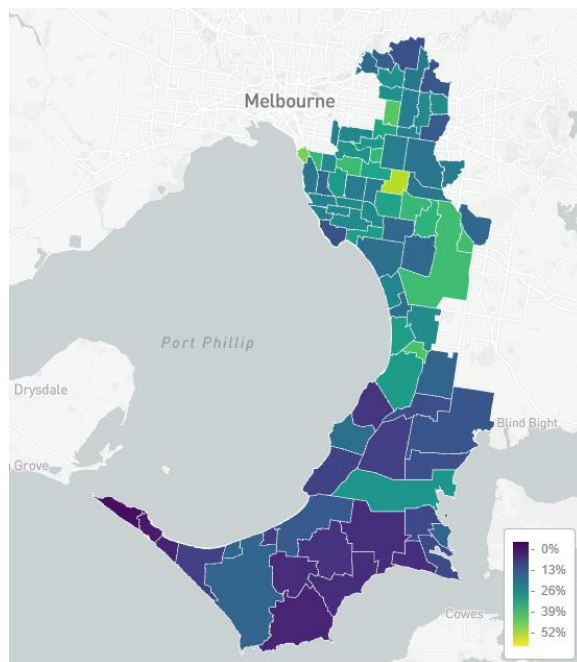 Melbourne
Port Phillip
Drysdale
Blind Bight
Grove
Cowes
0%
13%
26%
39%
52%